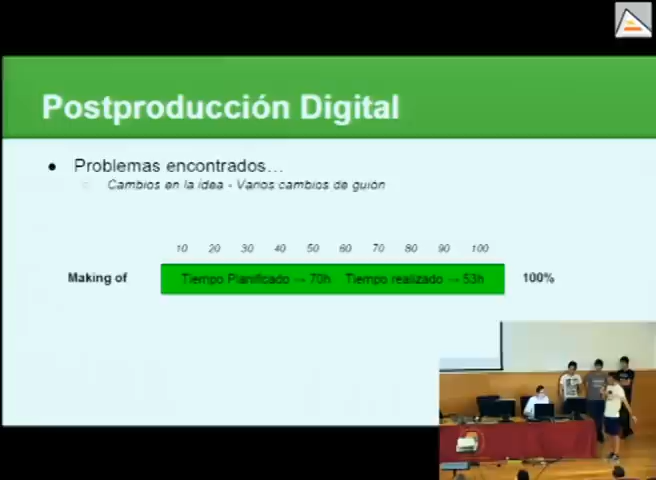 Postproducción Digital
Problemas encontrados...
Cambios en la idea - Varios cambios de guión
10 20 30 40 50 60 70 80 90 100
Making of Tiempo Planificado → 70h Tiempo realizado → 53h 100%